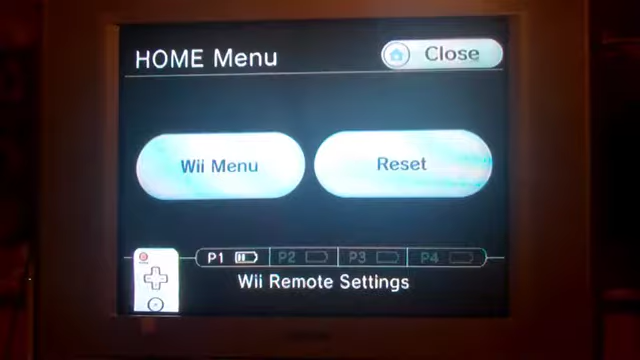 HOME Menu
Close
Wii Menu
Reset
P1 P2 P3 P4
Wii Remote Settings